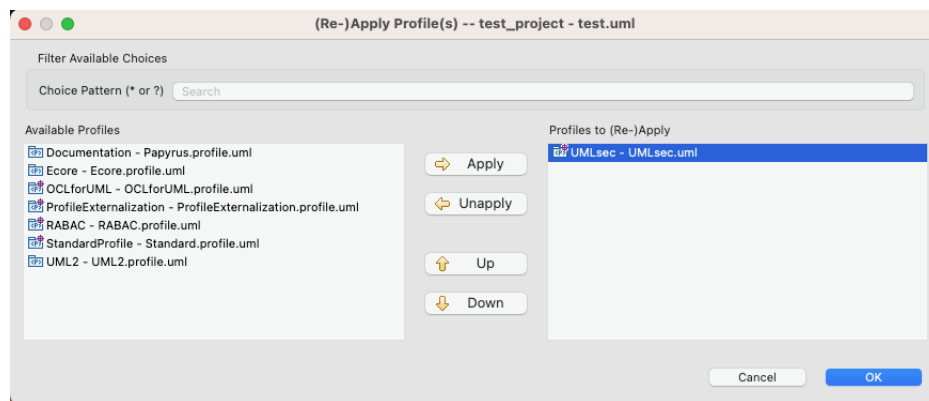 (Re-)Apply Profile(s) -- test_project - test.uml
Filter Available Choices
Choice Pattern (* or ?) Search
Available Profiles
Documentation - Papyrus.profile.uml
Ecore - Ecore.profile.uml
OCLforUML - OCLforUML.profile.uml
ProfileExternalization - ProfileExternalization.profile.uml
RABAC - RABAC.profile.uml
StandardProfile - Standard.profile.uml
UML2 - UML2.profile.uml
Apply
Unapply
Up
Down
Profiles to (Re-)Apply
UMLsec - UMLsec.uml
Cancel
OK